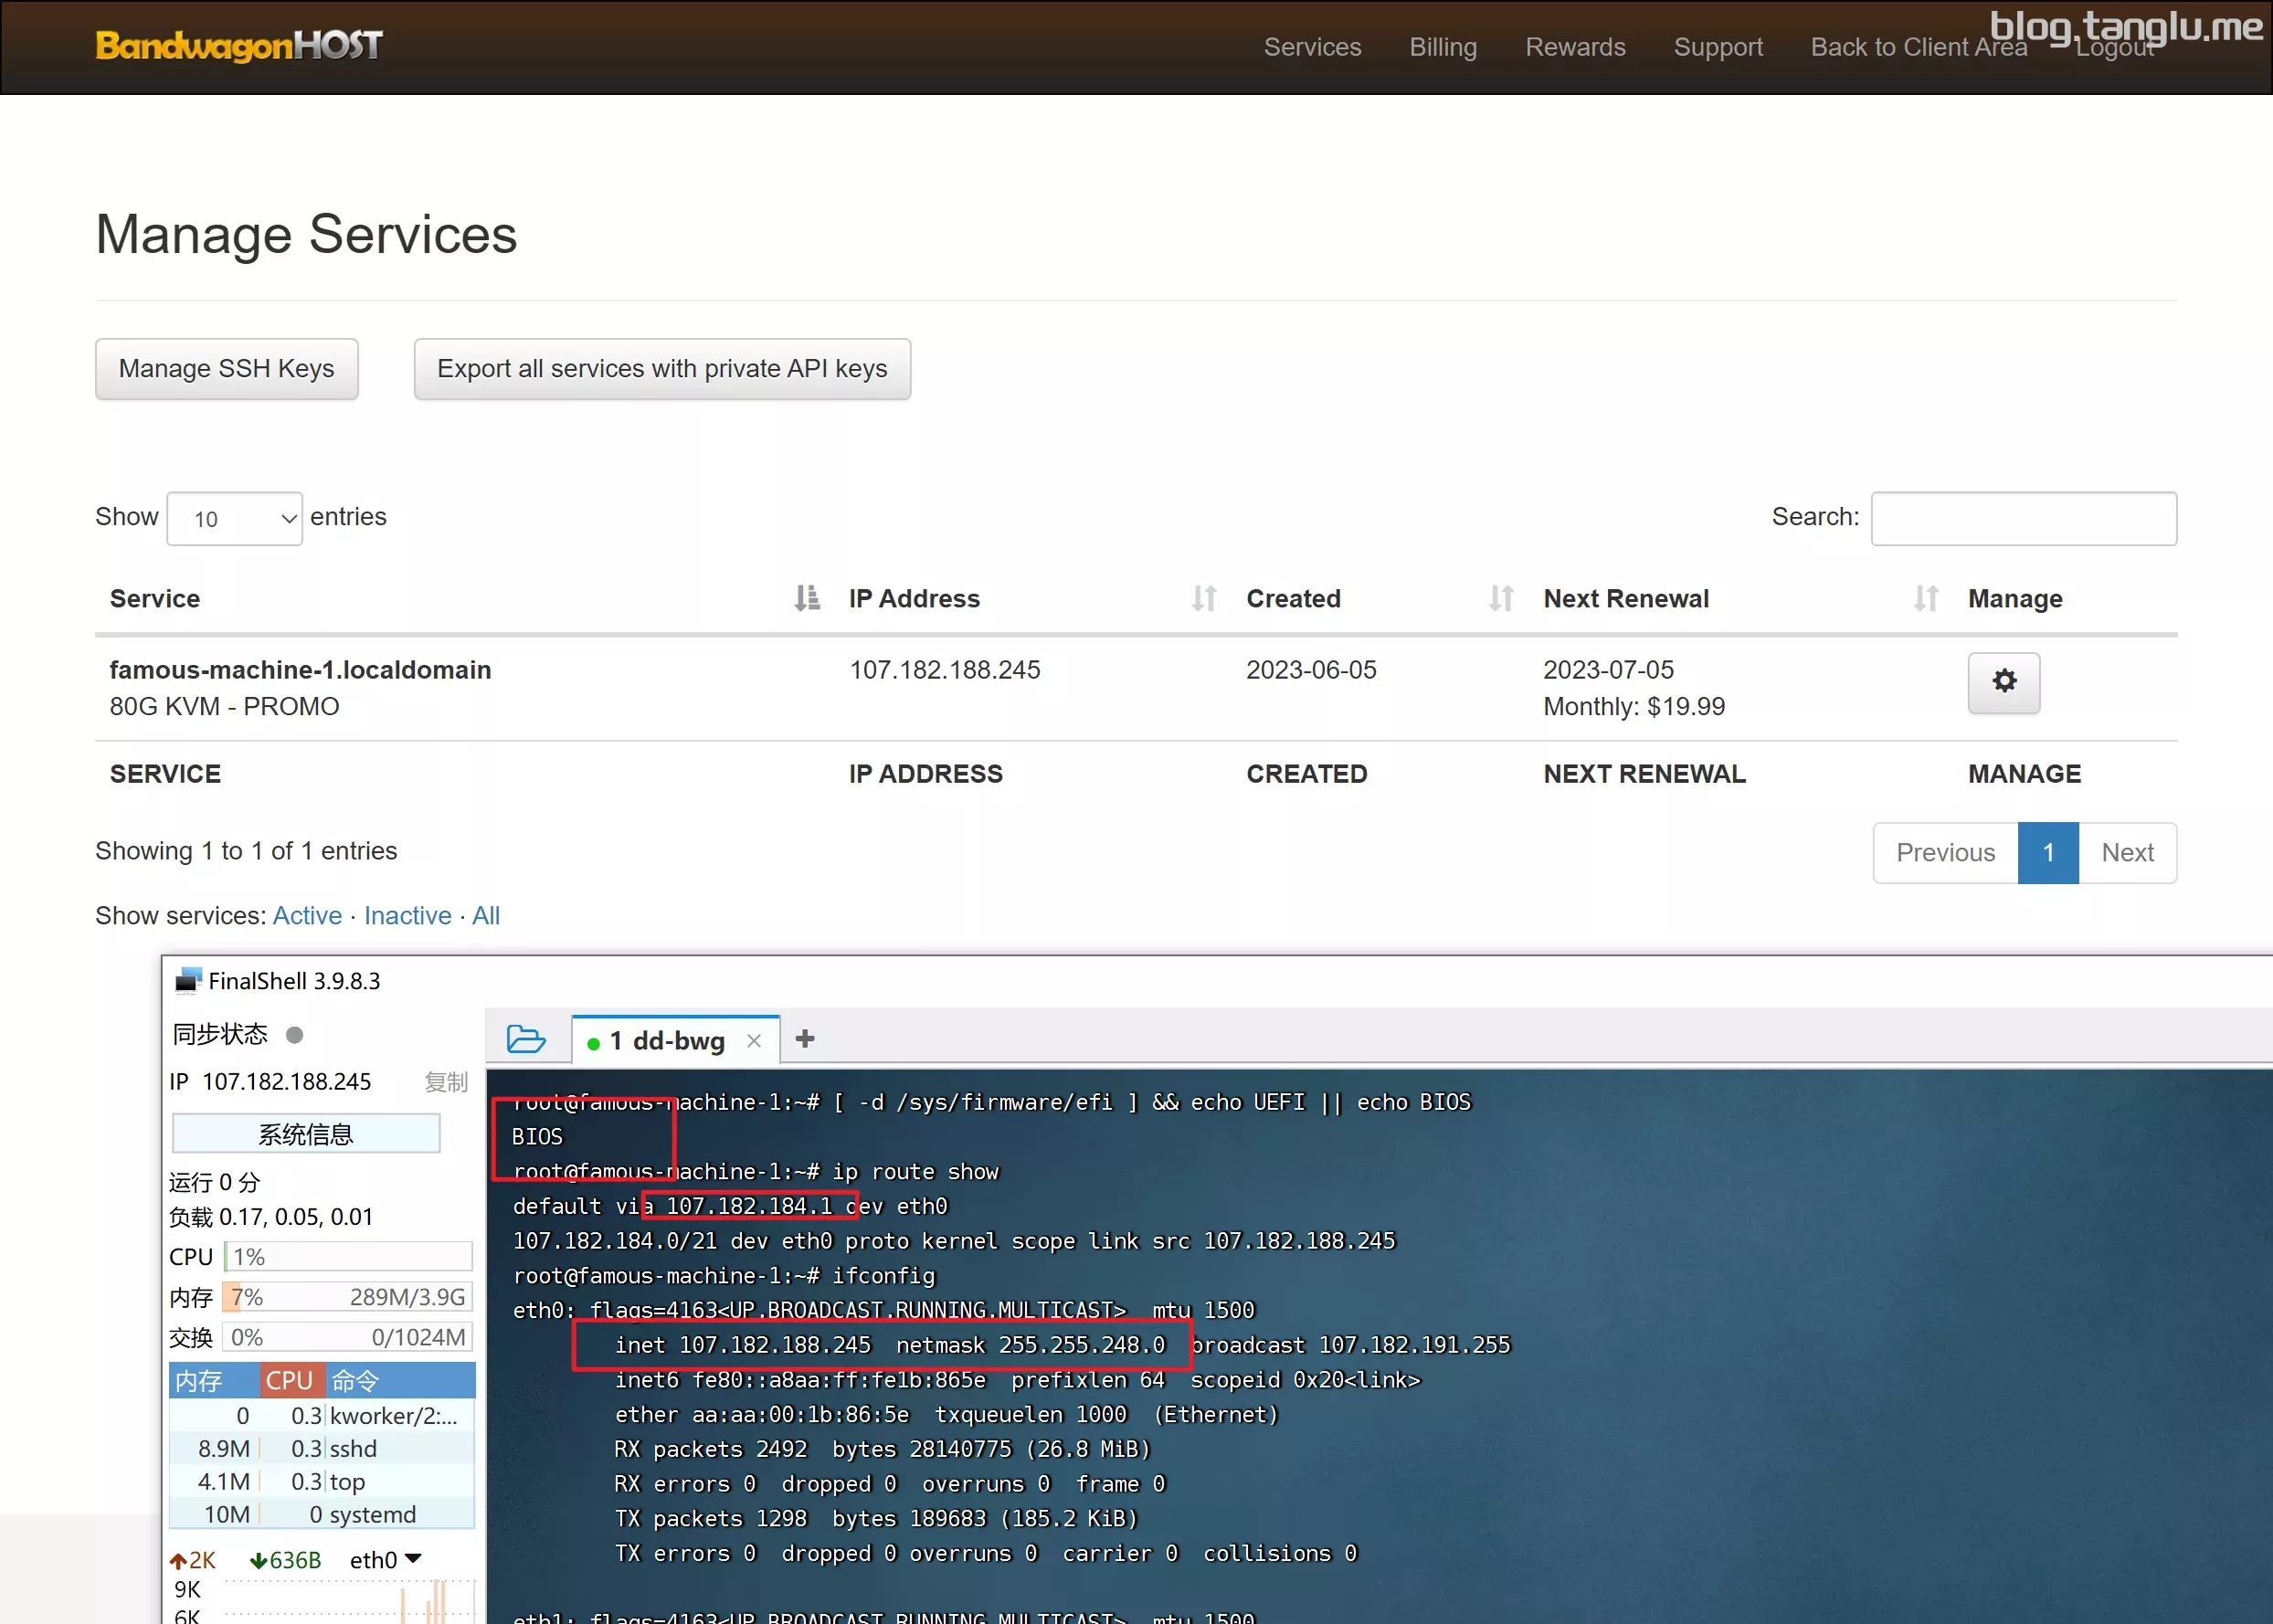 BandwagonHOST
Services Billing Rewards Support Back to Client Area Logout
blog.tanglu.me
Manage Services
Manage SSH Keys
Export all services with private API keys
Show 10 entries
Search:
Service IP Address Created Next Renewal Manage
famous-machine-1.localdomain 107.182.188.245 2023-06-05 2023-07-05
80G KVM - PROMO Monthly: $19.99
SERVICE IP ADDRESS CREATED NEXT RENEWAL MANAGE
Showing 1 to 1 of 1 entries
Previous 1 Next
Show services: Active · Inactive · All
FinalShell 3.9.8.3
同步状态
IP 107.182.188.245 复制
系统信息
运行 0 分
负载 0.17, 0.05, 0.01
CPU 1%
内存 7% 289M/3.9G
交换 0% 0/1024M
内存 CPU 命令
0 0.3 kworker/2:...
8.9M 0.3 sshd
4.1M 0.3 top
10M 0 systemd
2K 636B eth0
9K
6K
1 dd-bwg
root@famous-machine-1:~# [ -d /sys/firmware/efi ] && echo UEFI || echo BIOS
BIOS
root@famous-machine-1:~# ip route show
default via 107.182.184.1 dev eth0
107.182.184.0/21 dev eth0 proto kernel scope link src 107.182.188.245
root@famous-machine-1:~# ifconfig
eth0: flags=4163<UP,BROADCAST,RUNNING,MULTICAST> mtu 1500
inet 107.182.188.245 netmask 255.255.248.0 broadcast 107.182.191.255
inet6 fe80::a8aa:ff:fe1b:865e prefixlen 64 scopeid 0x20<link>
ether aa:aa:00:1b:86:5e txqueuelen 1000 (Ethernet)
RX packets 2492 bytes 28140775 (26.8 MiB)
RX errors 0 dropped 0 overruns 0 frame 0
TX packets 1298 bytes 189683 (185.2 KiB)
TX errors 0 dropped 0 overruns 0 carrier 0 collisions 0
eth1: flags=4163<UP,BROADCAST,RUNNING,MULTICAST> mtu 1500